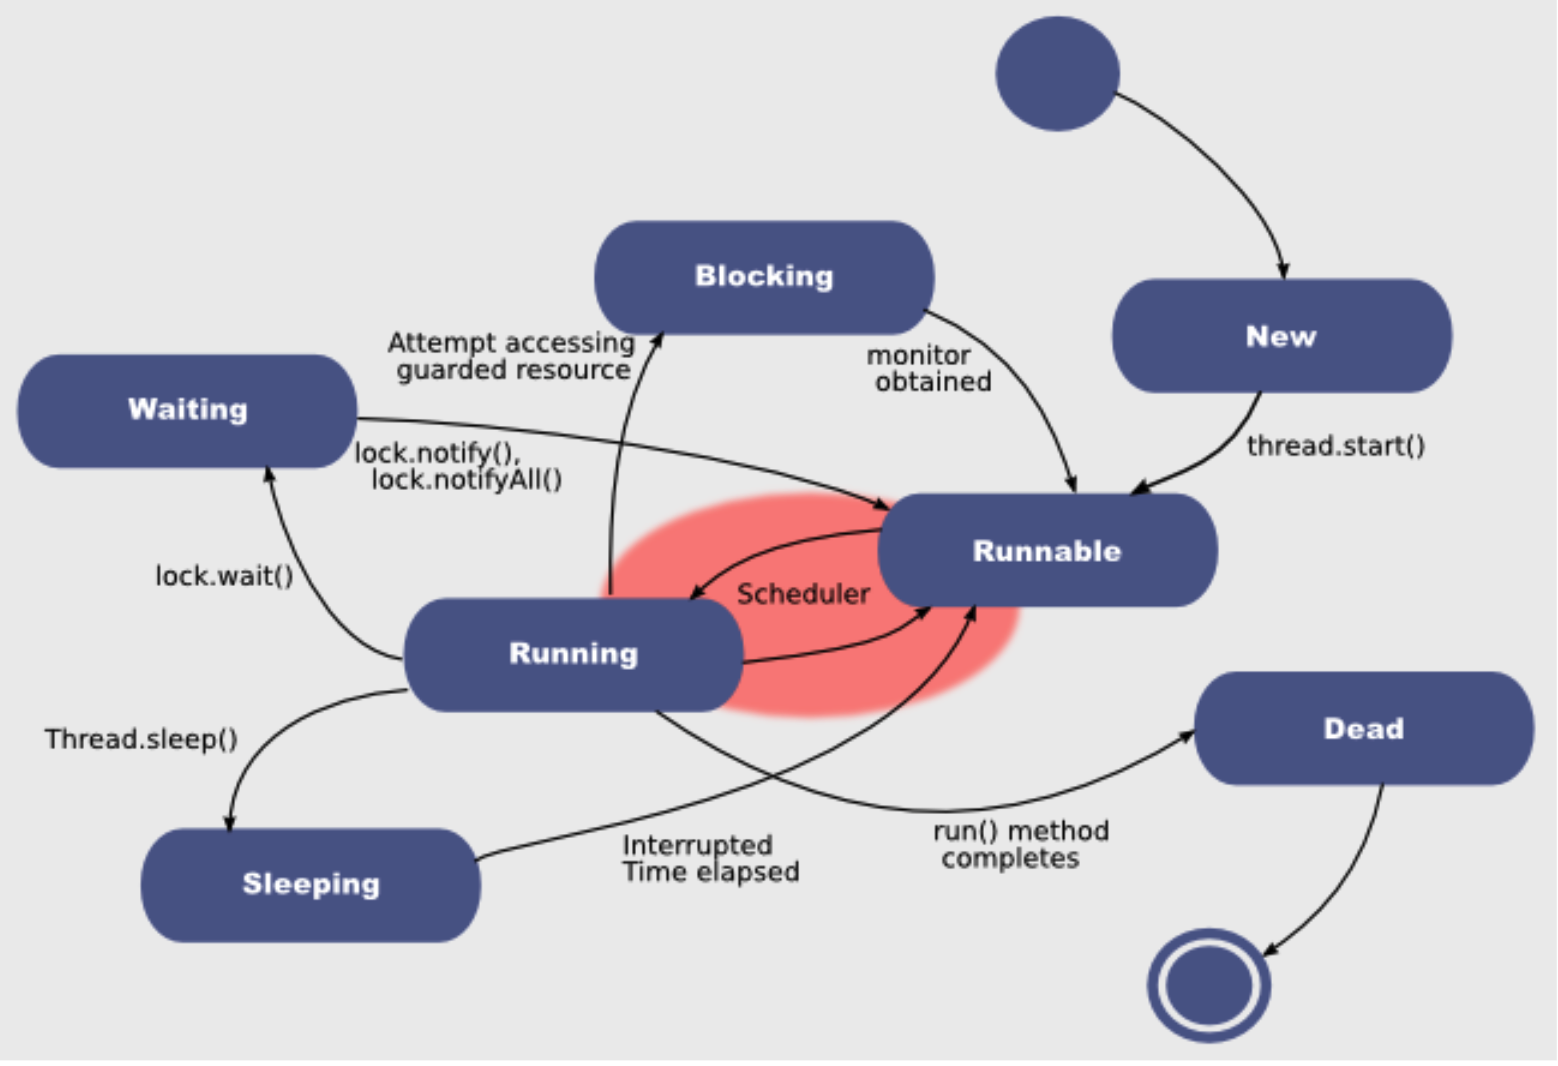 Blocking
New
Attempt accessing
guarded resource
monitor
obtained
Waiting
thread.start()
lock.notify(),
lock.notifyAll()
Runnable
lock.wait()
Scheduler
Running
Thread.sleep()
Dead
Interrupted
Time elapsed
run() method
completes
Sleeping